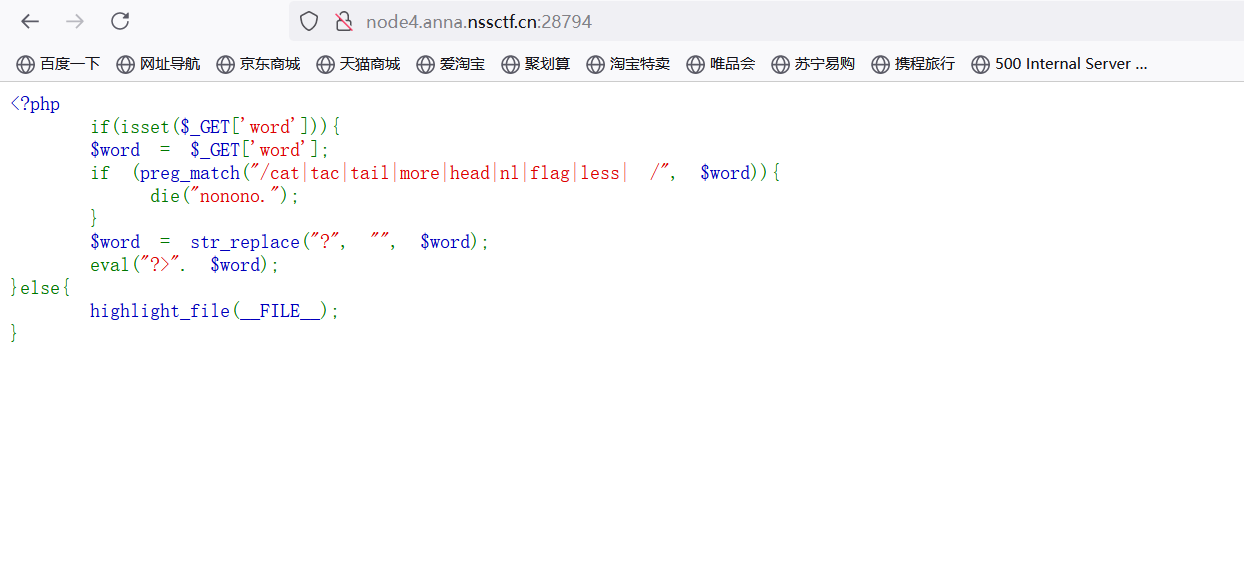 node4.anna.nssctf.cn:28794
百度一下 网址导航 京东商城 天猫商城 爱淘宝 聚划算 淘宝特卖 唯品会 苏宁易购 携程旅行 500 Internal Server ...
<?php
        if(isset($_GET['word'])){
        $word  =  $_GET['word'];
        if  (preg_match("/cat|tac|tail|more|head|nl|flag|less|  /",  $word)){
              die("nonono.");
        }
        $word  =  str_replace("?",  "",  $word);
        eval("?>".  $word);
}else{
        highlight_file(__FILE__);
}